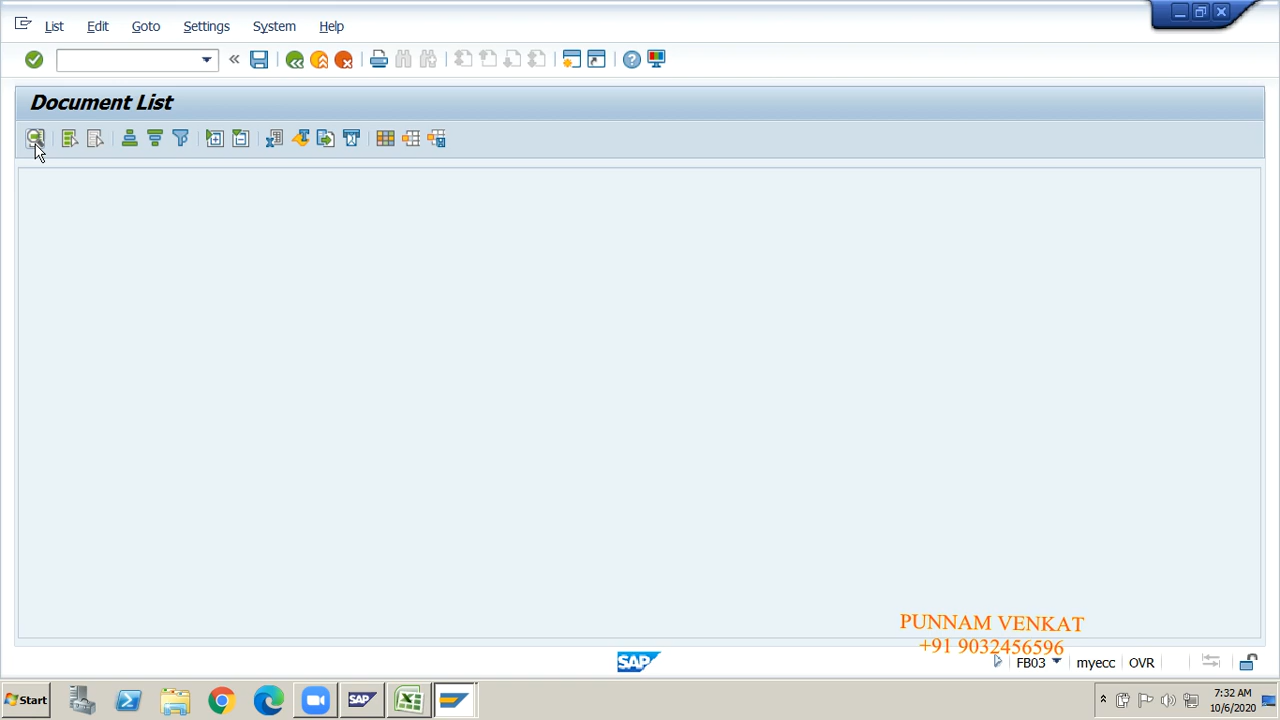 List Edit Goto Settings System Help
Document List
PUNNAM VENKAT
+91 9032456596
SAP FB03 myecc OVR
Start SAP 7:32 AM
10/6/2020